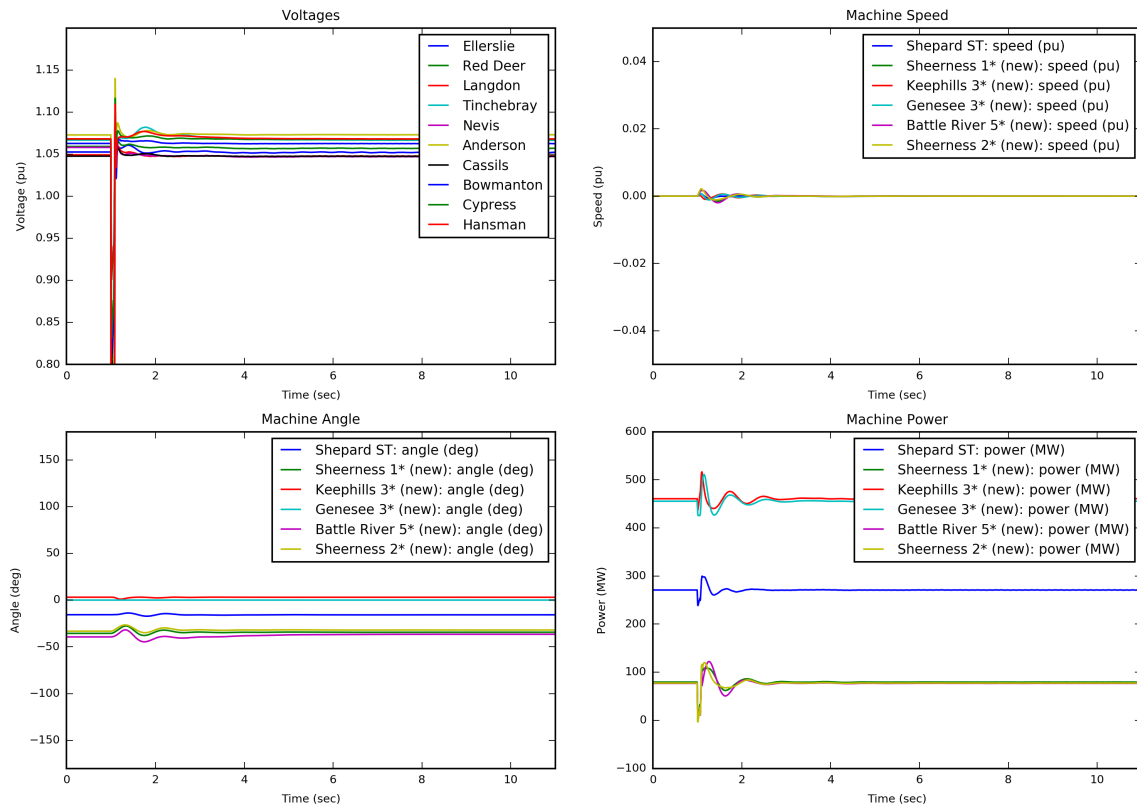 Voltages
1.15
1.10
1.05
1.00
0.95
0.90
0.85
0.80
Voltage (pu)
Ellerslie
Red Deer
Langdon
Tinchebray
Nevis
Anderson
Cassils
Bowmanton
Cypress
Hansman
0 2 4 6 8 10
Time (sec)
Machine Speed
0.04
0.02
0.00
−0.02
−0.04
Speed (pu)
Shepard ST: speed (pu)
Sheerness 1* (new): speed (pu)
Keephills 3* (new): speed (pu)
Genesee 3* (new): speed (pu)
Battle River 5* (new): speed (pu)
Sheerness 2* (new): speed (pu)
0 2 4 6 8 10
Time (sec)
Machine Angle
150
100
50
0
−50
−100
−150
Angle (deg)
Shepard ST: angle (deg)
Sheerness 1* (new): angle (deg)
Keephills 3* (new): angle (deg)
Genesee 3* (new): angle (deg)
Battle River 5* (new): angle (deg)
Sheerness 2* (new): angle (deg)
0 2 4 6 8 10
Time (sec)
Machine Power
600
500
400
300
200
100
0
−100
Power (MW)
Shepard ST: power (MW)
Sheerness 1* (new): power (MW)
Keephills 3* (new): power (MW)
Genesee 3* (new): power (MW)
Battle River 5* (new): power (MW)
Sheerness 2* (new): power (MW)
0 2 4 6 8 10
Time (sec)